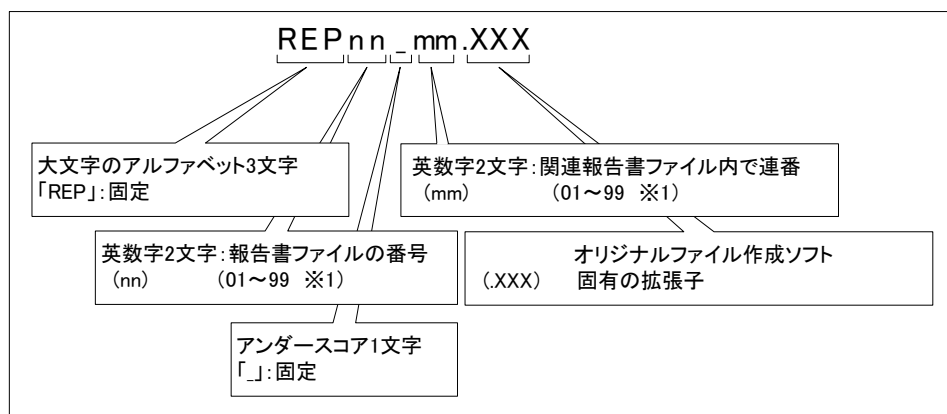 REPnn_mm.XXX
大文字のアルファベット3文字
「REP」:固定
英数字2文字:関連報告書ファイル内で連番
(mm) (01~99 ※1)
英数字2文字:報告書ファイルの番号
(nn) (01~99 ※1)
オリジナルファイル作成ソフト
(.XXX) 固有の拡張子
アンダースコア1文字
「_」:固定